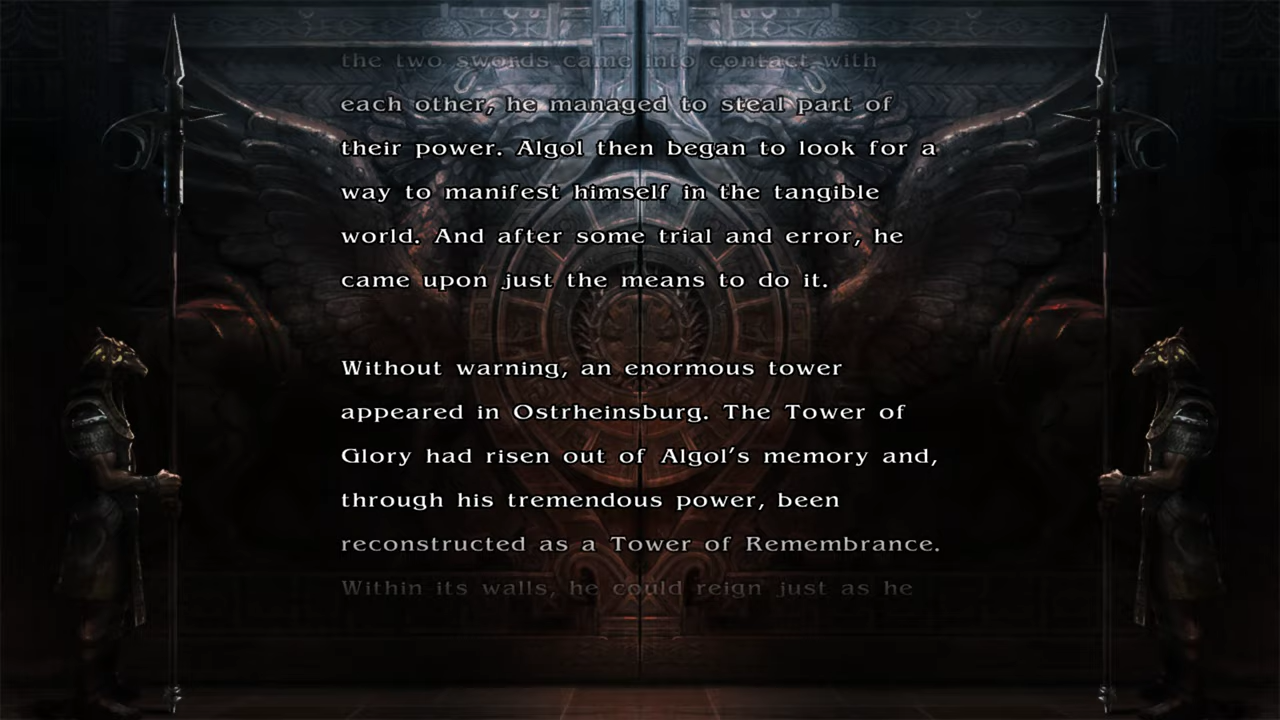 the two swords came into contact with
each other, he managed to steal part of
their power. Algol then began to look for a
way to manifest himself in the tangible
world. And after some trial and error, he
came upon just the means to do it.
Without warning, an enormous tower
appeared in Ostrheinsburg. The Tower of
Glory had risen out of Algol's memory and,
through his tremendous power, been
reconstructed as a Tower of Remembrance.
Within its walls, he could reign just as he